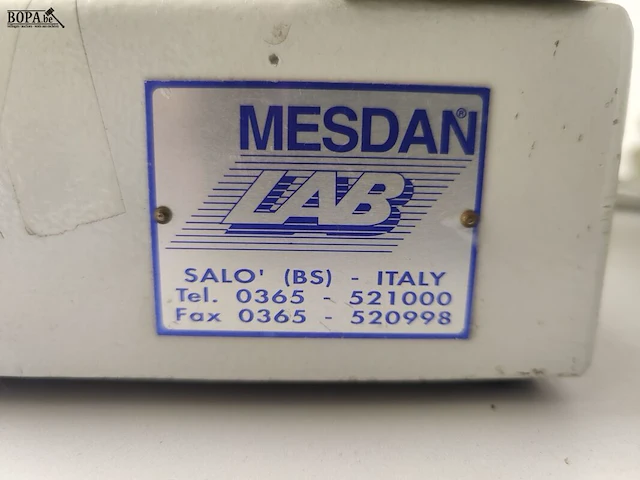 BOPA.be
MESDAN®
LAB
SALO' (BS) - ITALY
Tel. 0365 - 521000
Fax 0365 - 520998